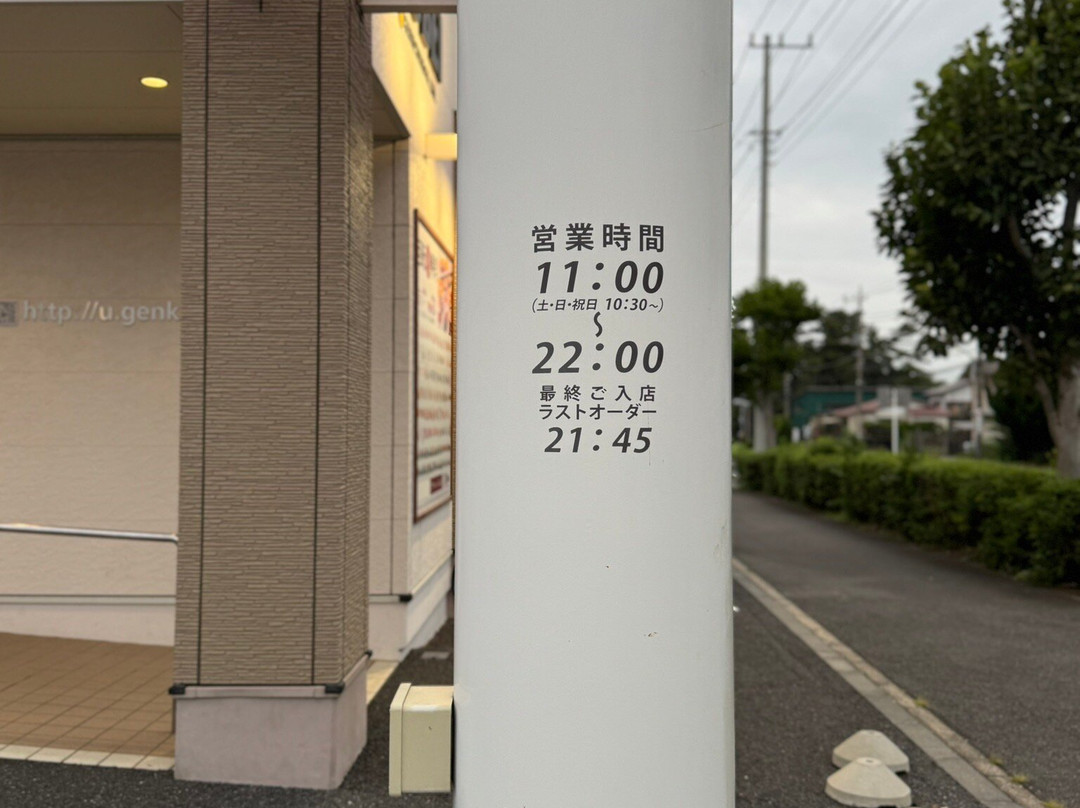 営業時間
11:00
(土・日・祝日 10:30～)
～
22:00
最終ご入店
ラストオーダー
21:45
http://u.genk